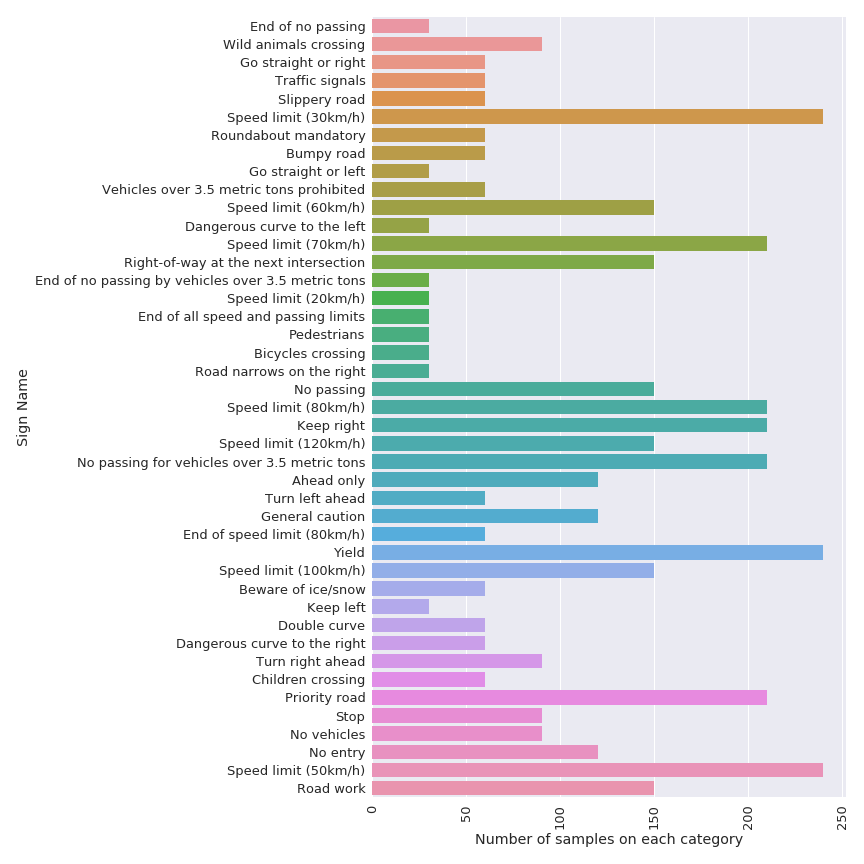 End of no passing
Wild animals crossing
Go straight or right
Traffic signals
Slippery road
Speed limit (30km/h)
Roundabout mandatory
Bumpy road
Go straight or left
Vehicles over 3.5 metric tons prohibited
Speed limit (60km/h)
Dangerous curve to the left
Speed limit (70km/h)
Right-of-way at the next intersection
End of no passing by vehicles over 3.5 metric tons
Speed limit (20km/h)
End of all speed and passing limits
Pedestrians
Bicycles crossing
Road narrows on the right
No passing
Speed limit (80km/h)
Keep right
Speed limit (120km/h)
No passing for vehicles over 3.5 metric tons
Ahead only
Turn left ahead
General caution
End of speed limit (80km/h)
Yield
Speed limit (100km/h)
Beware of ice/snow
Keep left
Double curve
Dangerous curve to the right
Turn right ahead
Children crossing
Priority road
Stop
No vehicles
No entry
Speed limit (50km/h)
Road work
Sign Name
0 50 100 150 200 250
Number of samples on each category